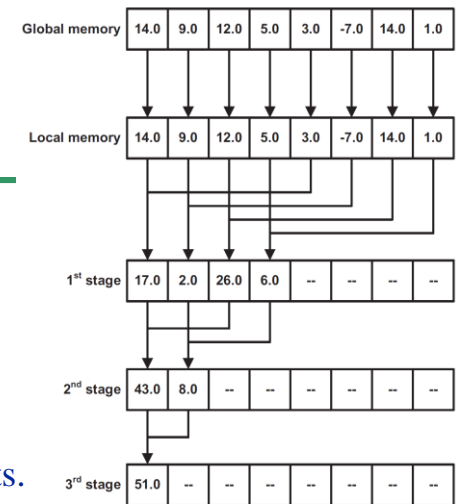 Global memory 14.0 9.0 12.0 5.0 3.0 -7.0 14.0 1.0
Local memory 14.0 9.0 12.0 5.0 3.0 -7.0 14.0 1.0
1st stage 17.0 2.0 26.0 6.0 -- -- -- --
2nd stage 43.0 8.0 -- -- -- -- -- --
ts.
3rd stage 51.0 -- -- -- -- -- -- --